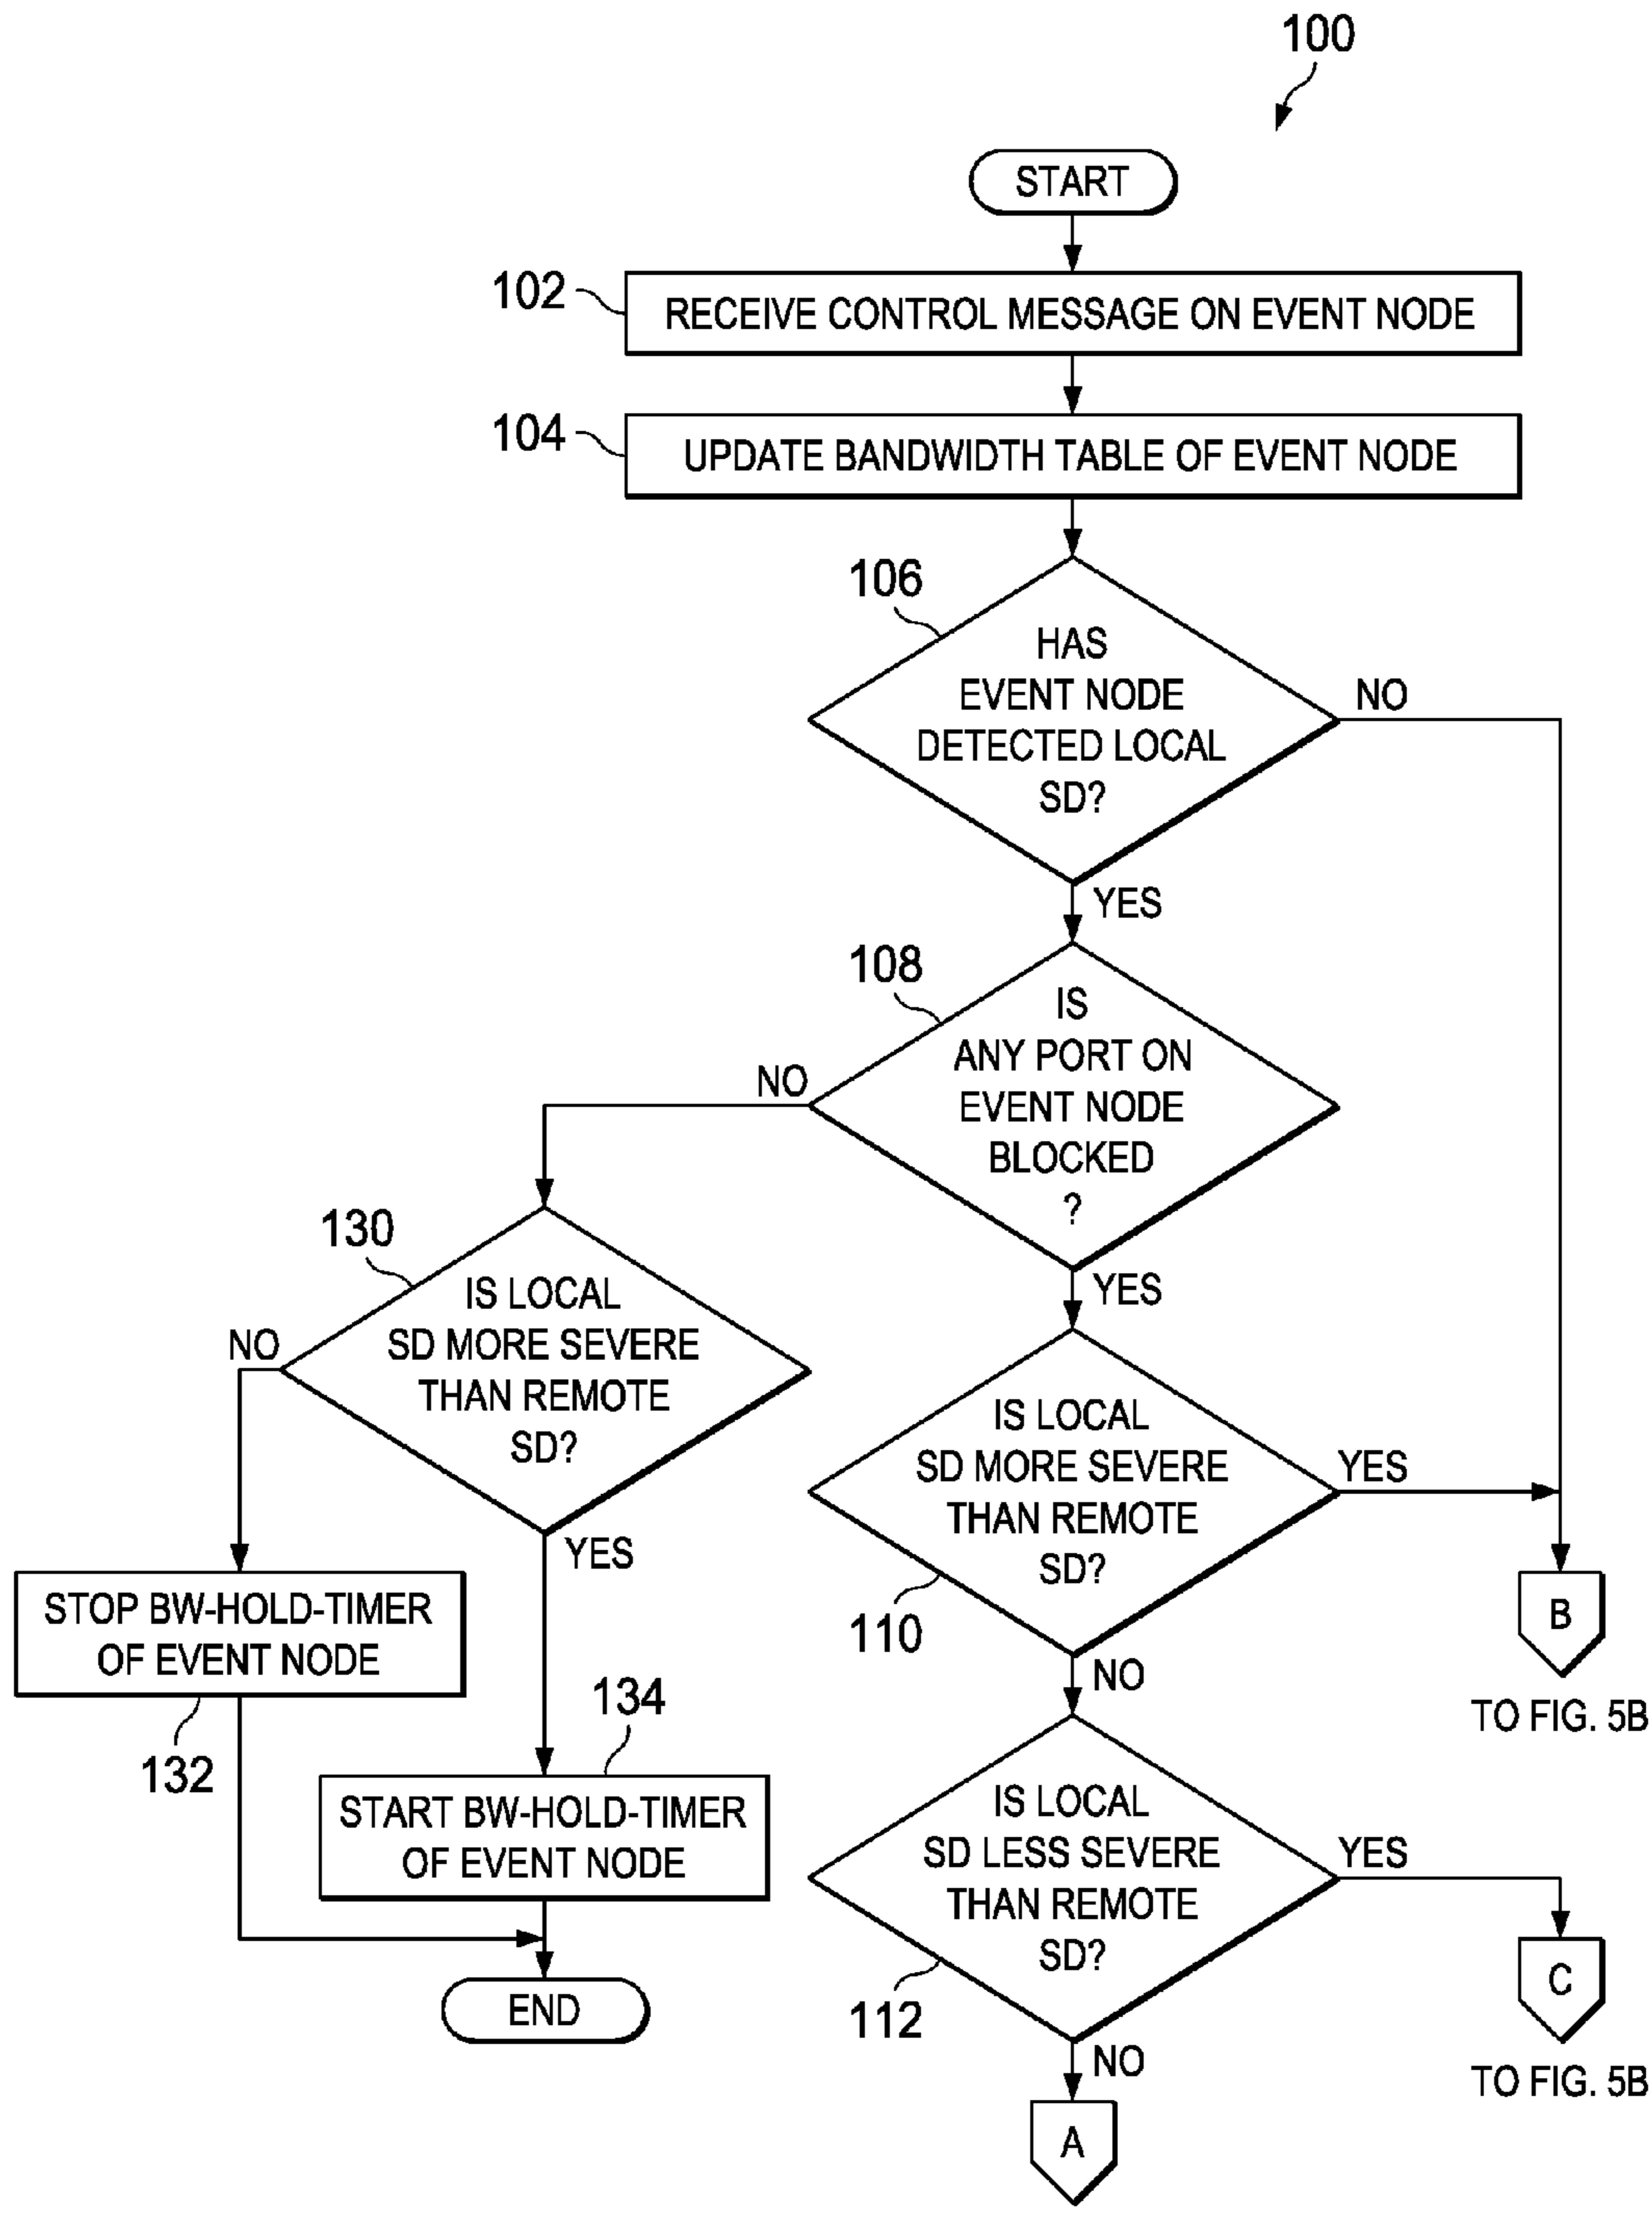 100
START
102
RECEIVE CONTROL MESSAGE ON EVENT NODE
104
UPDATE BANDWIDTH TABLE OF EVENT NODE
106
HAS
EVENT NODE
DETECTED LOCAL
SD?
NO
YES
108
IS
ANY PORT ON
EVENT NODE
BLOCKED
?
NO
YES
130
IS LOCAL
SD MORE SEVERE
THAN REMOTE
SD?
NO
YES
IS LOCAL
SD MORE SEVERE
THAN REMOTE
SD?
YES
110
NO
B
TO FIG. 5B
STOP BW-HOLD-TIMER
OF EVENT NODE
132
134
START BW-HOLD-TIMER
OF EVENT NODE
END
IS LOCAL
SD LESS SEVERE
THAN REMOTE
SD?
YES
112
NO
C
TO FIG. 5B
A